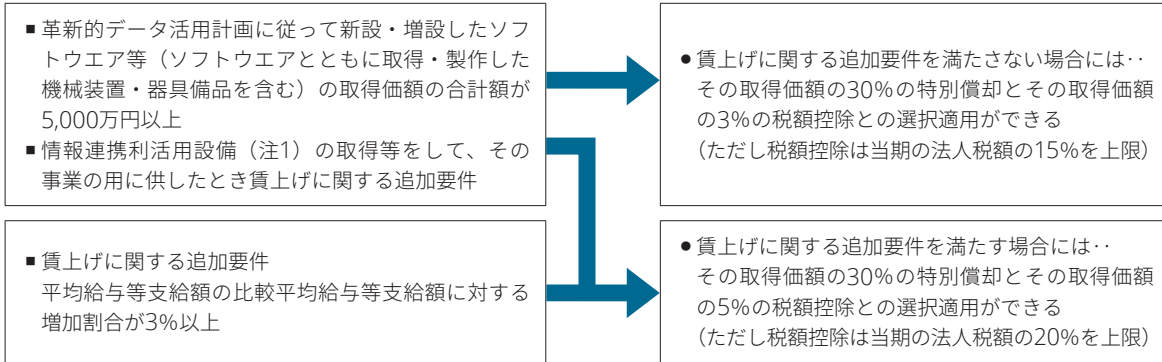 ■ 革新的データ活用計画に従って新設・増設したソフ
トウエア等（ソフトウエアとともに取得・製作した
機械装置・器具備品を含む）の取得価額の合計額が
5,000万円以上
■ 情報連携利活用設備（注1）の取得等をして、その
事業の用に供したとき賃上げに関する追加要件
■ 賃上げに関する追加要件
平均給与等支給額の比較平均給与等支給額に対する
増加割合が3％以上
● 賃上げに関する追加要件を満たさない場合には‥
その取得価額の30％の特別償却とその取得価額
の3％の税額控除との選択適用ができる
（ただし税額控除は当期の法人税額の15％を上限）
● 賃上げに関する追加要件を満たす場合には‥
その取得価額の30％の特別償却とその取得価額
の5％の税額控除との選択適用ができる
（ただし税額控除は当期の法人税額の20％を上限）